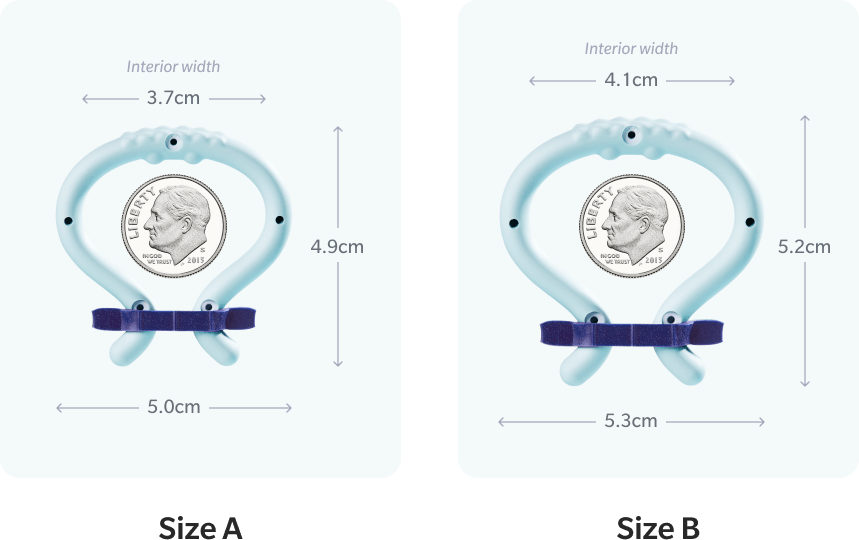 Interior width
3.7cm
LIBERTY
IN GOD
WE TRUST
S
2015
4.9cm
5.0cm
Size A
Interior width
4.1cm
LIBERTY
IN GOD
WE TRUST
S
2015
5.2cm
5.3cm
Size B